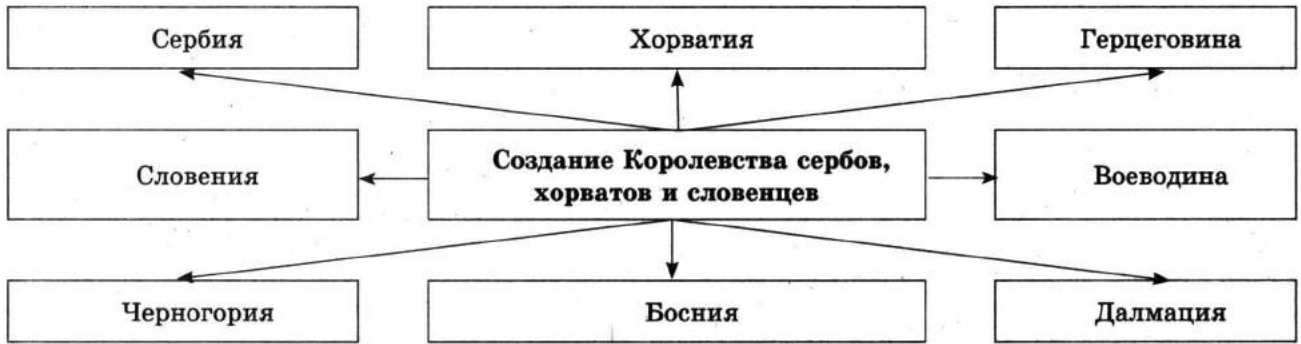 Сербия
Хорватия
Герцеговина
Словения
Создание Королевства сербов,
хорватов и словенцев
Воеводина
Черногория
Босния
Далмация